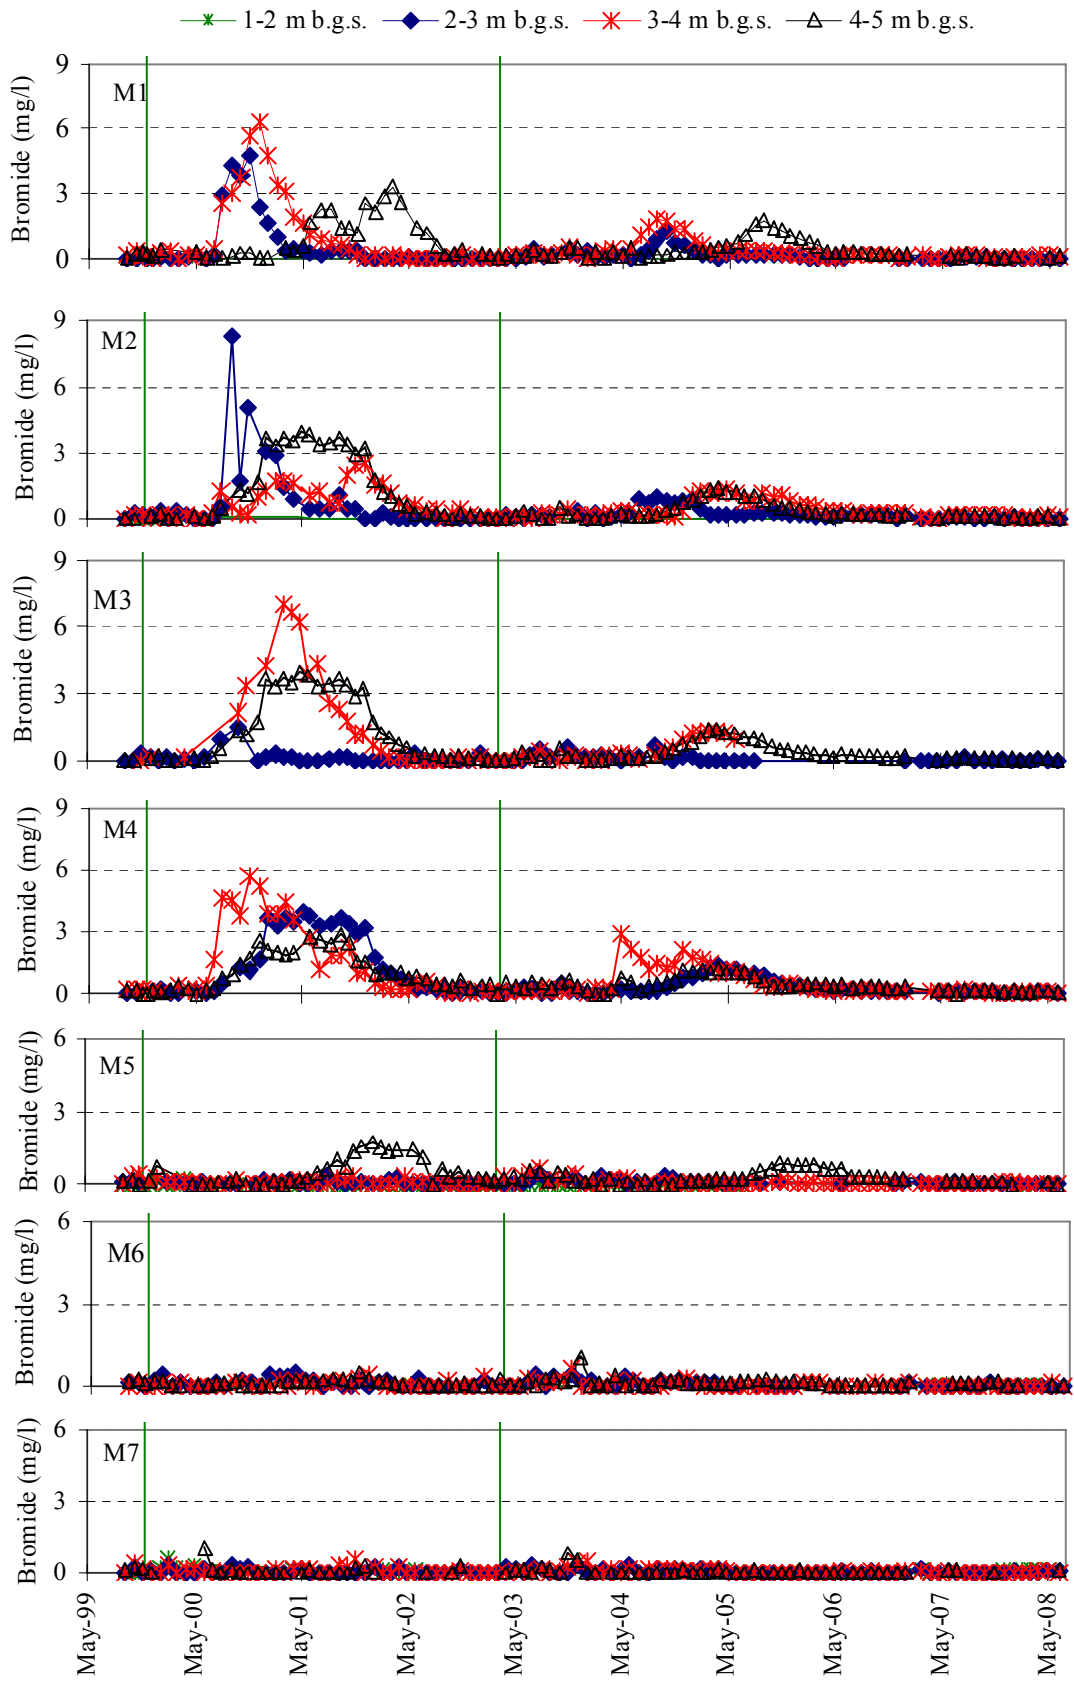 1-2 m b.g.s. 2-3 m b.g.s. 3-4 m b.g.s. 4-5 m b.g.s.
Bromide (mg/l)
9
6
3
0
M1
Bromide (mg/l)
9
6
3
0
M2
Bromide (mg/l)
9
6
3
0
M3
Bromide (mg/l)
9
6
3
0
M4
Bromide (mg/l)
6
3
0
M5
Bromide (mg/l)
6
3
0
M6
Bromide (mg/l)
6
3
0
M7
May-99 May-00 May-01 May-02 May-03 May-04 May-05 May-06 May-07 May-08